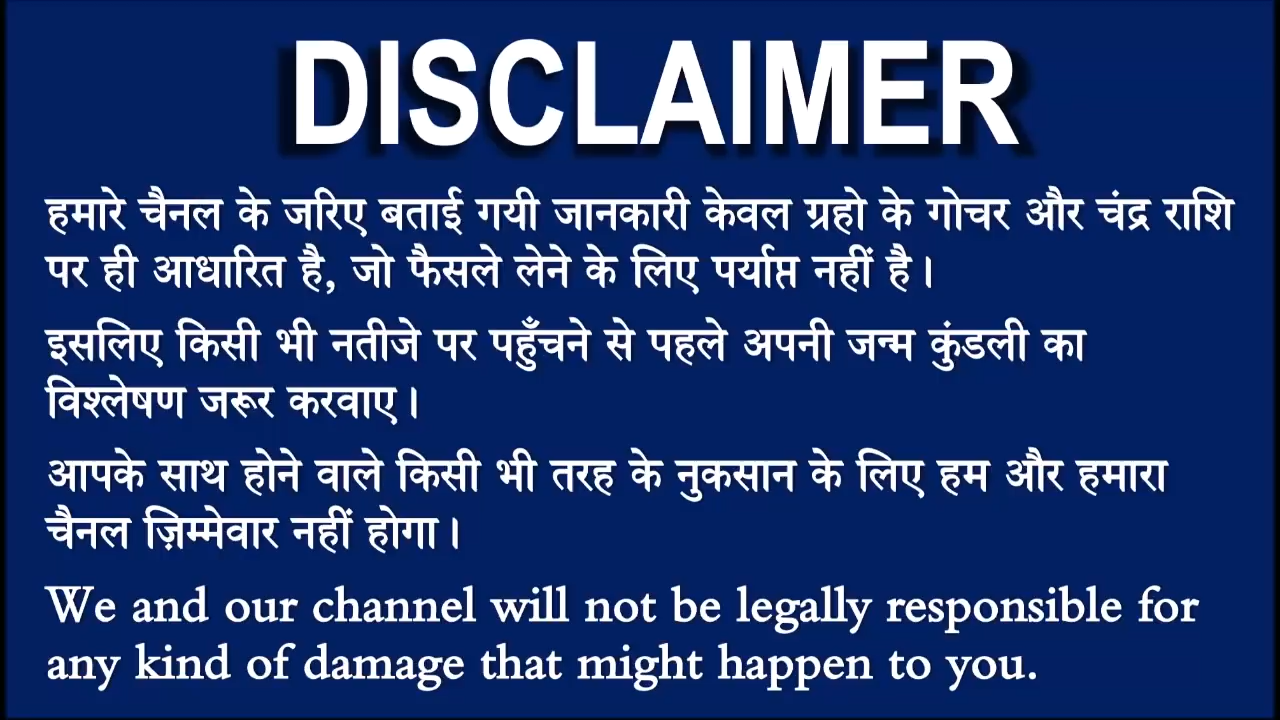 DISCLAIMER
हमारे चैनल के जरिए बताई गयी जानकारी केवल ग्रहो के गोचर और चंद्र राशि
पर ही आधारित है, जो फैसले लेने के लिए पर्याप्त नहीं है।
इसलिए किसी भी नतीजे पर पहुँचने से पहले अपनी जन्म कुंडली का
विश्लेषण जरूर करवाए।
आपके साथ होने वाले किसी भी तरह के नुकसान के लिए हम और हमारा
चैनल ज़िम्मेवार नहीं होगा।
We and our channel will not be legally responsible for
any kind of damage that might happen to you.